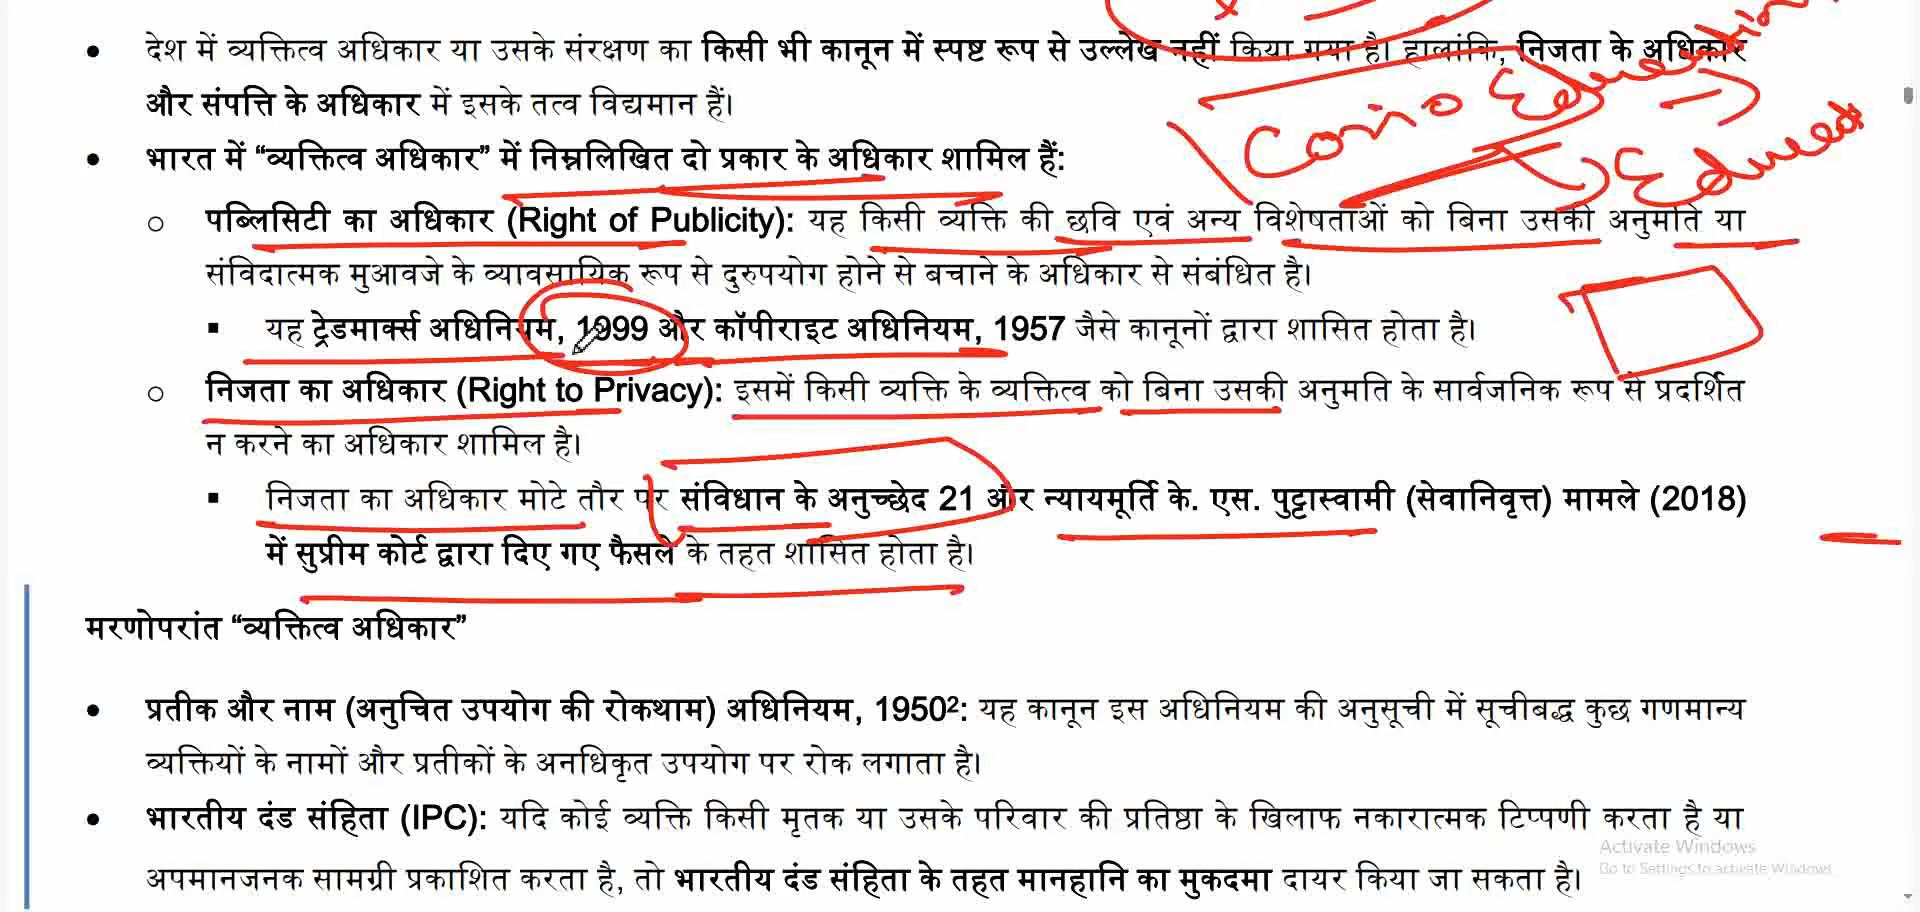 देश में व्यक्तित्व अधिकार या उसके संरक्षण का किसी भी कानून में स्पष्ट रूप से उल्लेख नहीं किया गया है। हालांकि, निजता के अधिकार
और संपत्ति के अधिकार में इसके तत्व विद्यमान हैं।
भारत में “व्यक्तित्व अधिकार” में निम्नलिखित दो प्रकार के अधिकार शामिल हैं:
पब्लिसिटी का अधिकार (Right of Publicity): यह किसी व्यक्ति की छवि एवं अन्य विशेषताओं को बिना उसकी अनुमति या
संविदात्मक मुआवजे के व्यावसायिक रूप से दुरुपयोग होने से बचाने के अधिकार से संबंधित है।
यह ट्रेडमार्क्स अधिनियम, 1999 और कॉपीराइट अधिनियम, 1957 जैसे कानूनों द्वारा शासित होता है।
निजता का अधिकार (Right to Privacy): इसमें किसी व्यक्ति के व्यक्तित्व को बिना उसकी अनुमति के सार्वजनिक रूप से प्रदर्शित
न करने का अधिकार शामिल है।
निजता का अधिकार मोटे तौर पर संविधान के अनुच्छेद 21 और न्यायमूर्ति के. एस. पुट्टास्वामी (सेवानिवृत्त) मामले (2018)
में सुप्रीम कोर्ट द्वारा दिए गए फैसले के तहत शासित होता है।
मरणोपरांत “व्यक्तित्व अधिकार”
प्रतीक और नाम (अनुचित उपयोग की रोकथाम) अधिनियम, 1950²: यह कानून इस अधिनियम की अनुसूची में सूचीबद्ध कुछ गणमान्य
व्यक्तियों के नामों और प्रतीकों के अनधिकृत उपयोग पर रोक लगाता है।
भारतीय दंड संहिता (IPC): यदि कोई व्यक्ति किसी मृतक या उसके परिवार की प्रतिष्ठा के खिलाफ नकारात्मक टिप्पणी करता है या
अपमानजनक सामग्री प्रकाशित करता है, तो भारतीय दंड संहिता के तहत मानहानि का मुकदमा दायर किया जा सकता है।
Activate Windows
Go to Settings to activate Windows